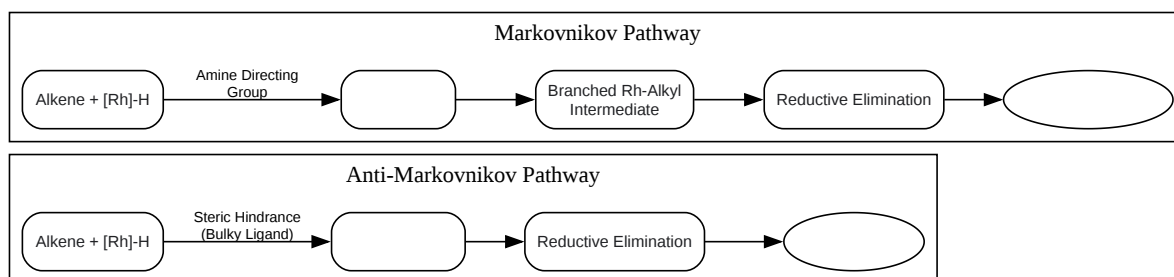 Markovnikov Pathway
Alkene + [Rh]-H
Amine Directing
Group
Branched Rh-Alkyl
Intermediate
Reductive Elimination
Anti-Markovnikov Pathway
Alkene + [Rh]-H
Steric Hindrance
(Bulky Ligand)
Reductive Elimination